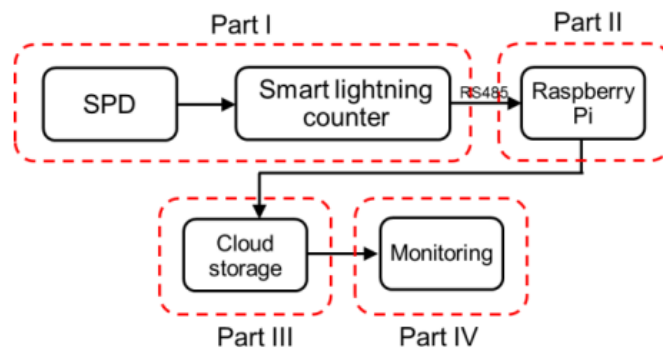 Part I
Part II
SPD
Smart lightning
counter
RS485
Raspberry
Pi
Cloud
storage
Monitoring
Part III
Part IV